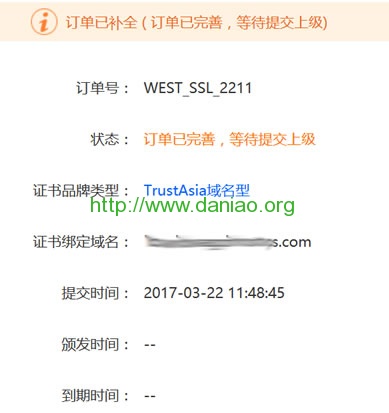 订单已补全 ( 订单已完善，等待提交上级)
订单号： WEST_SSL_2211
状态： 订单已完善，等待提交上级
证书品牌类型： TrustAsia域名型
http://www.daniao.org
证书绑定域名： s.com
提交时间： 2017-03-22 11:48:45
颁发时间： --
到期时间： --